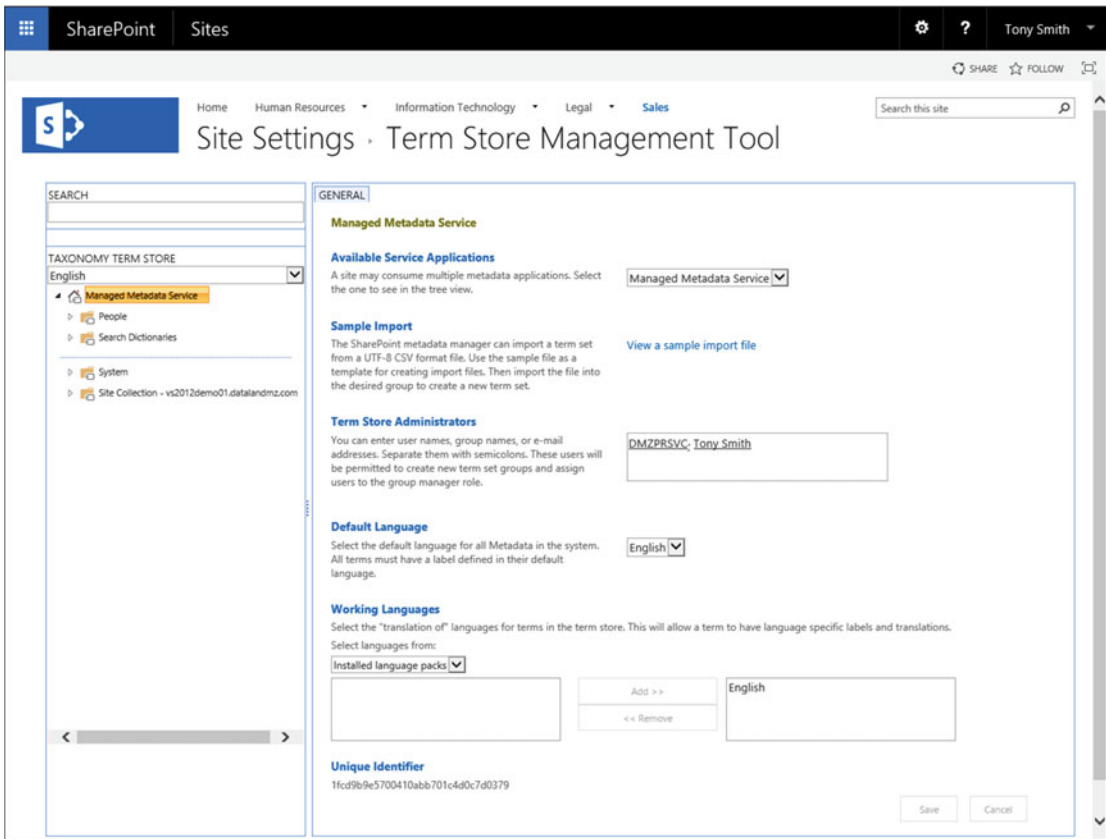 SharePoint Sites ? Tony Smith
SHARE FOLLOW
S
Home Human Resources Information Technology Legal Sales
Search this site
Site Settings › Term Store Management Tool
SEARCH
TAXONOMY TERM STORE
English
Managed Metadata Service
People
Search Dictionaries
System
Site Collection - vs2012demo01.datalandmz.com
GENERAL
Managed Metadata Service
Available Service Applications
A site may consume multiple metadata applications. Select
the one to see in the tree view.
Managed Metadata Service
Sample Import
The SharePoint metadata manager can import a term set
from a UTF-8 CSV format file. Use the sample file as a
template for creating import files. Then import the file into
the desired group to create a new term set.
View a sample import file
Term Store Administrators
You can enter user names, group names, or e-mail
addresses. Separate them with semicolons. These users will
be permitted to create new term set groups and assign
users to the group manager role.
DMZPRSVC; Tony Smith
Default Language
Select the default language for all Metadata in the system.
All terms must have a label defined in their default
language.
English
Working Languages
Select the "translation of" languages for terms in the term store. This will allow a term to have language specific labels and translations.
Select languages from:
Installed language packs
Add >>
<< Remove
English
Unique Identifier
1fcd9b9e5700410abb701c4d0c7d0379
Save Cancel